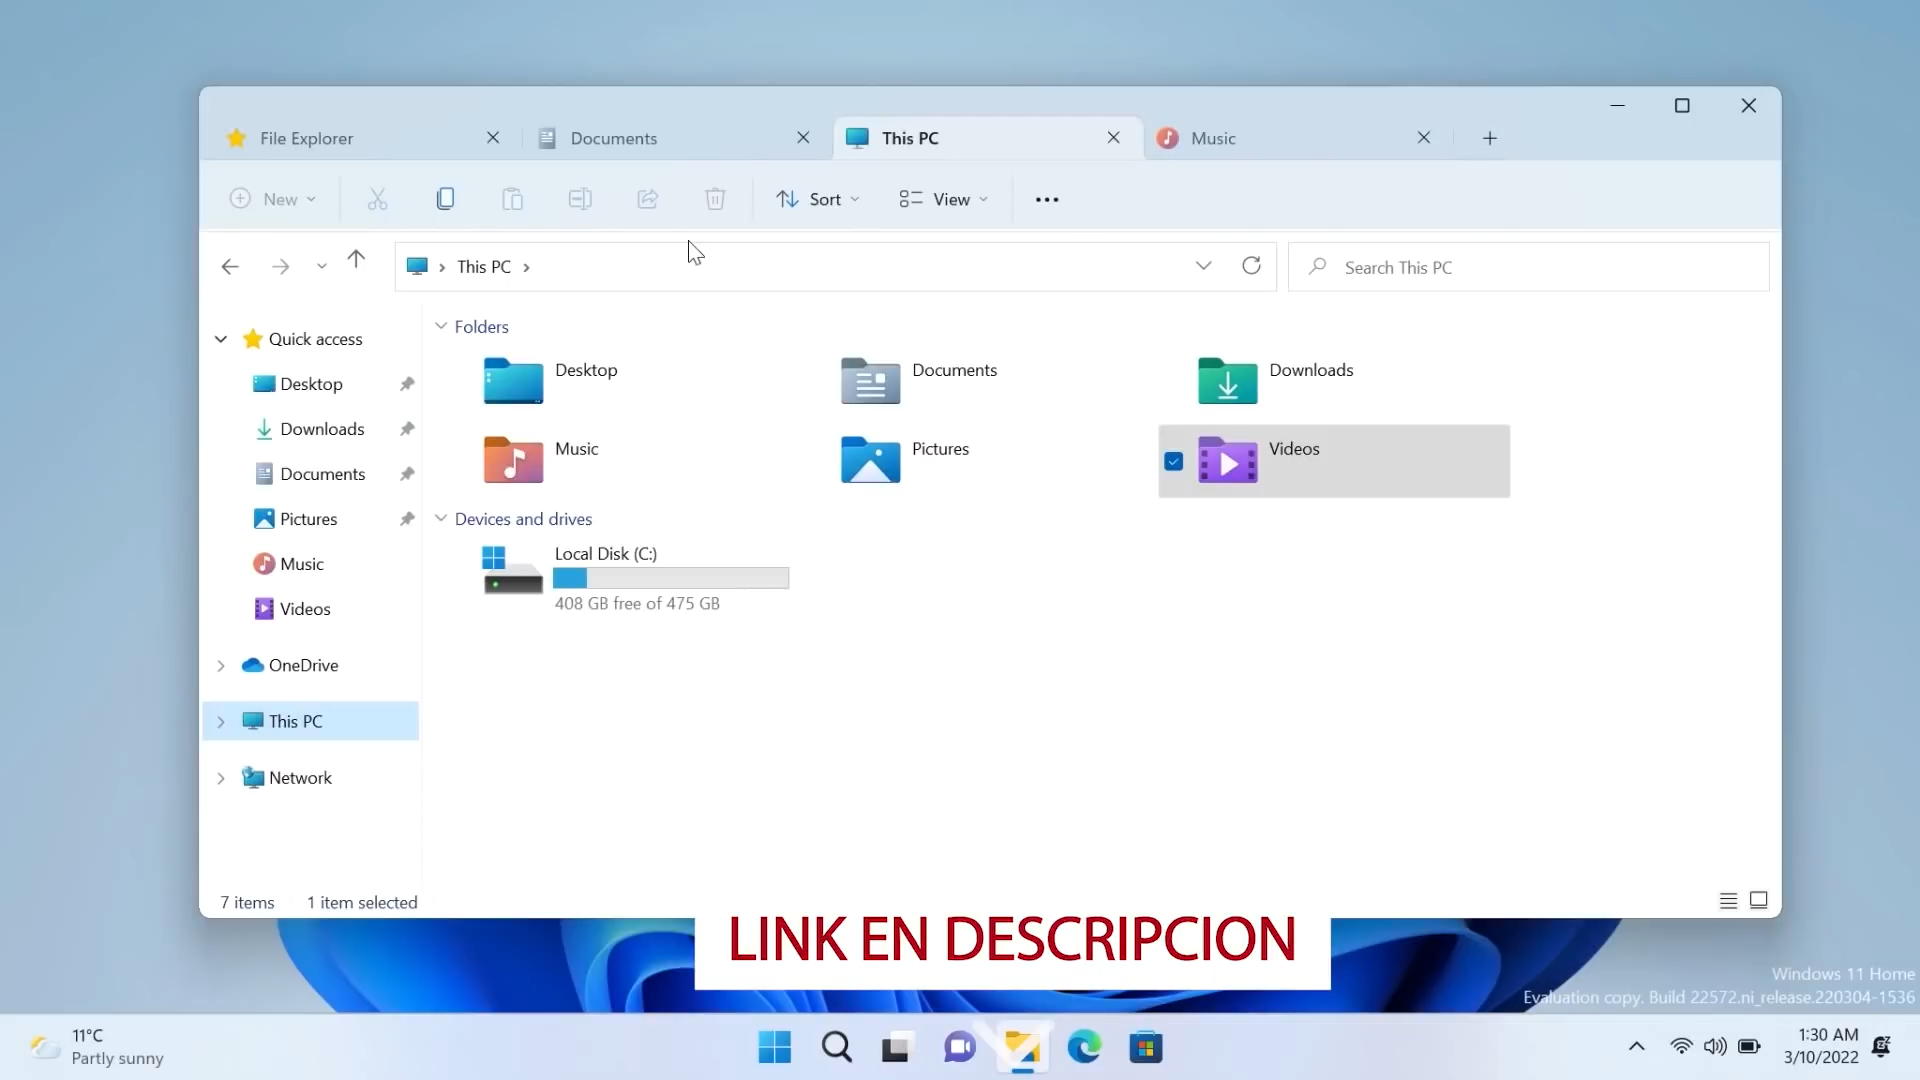 File Explorer
Documents
This PC
Music
New
Sort
View
This PC
Search This PC
Quick access
Desktop
Downloads
Documents
Pictures
Music
Videos
OneDrive
This PC
Network
Folders
Desktop
Documents
Downloads
Music
Pictures
Videos
Devices and drives
Local Disk (C:)
408 GB free of 475 GB
7 items
1 item selected
LINK EN DESCRIPCION
Windows 11 Home
Evaluation copy. Build 22572.ni_release.220304-1536
11°C
Partly sunny
1:30 AM
3/10/2022